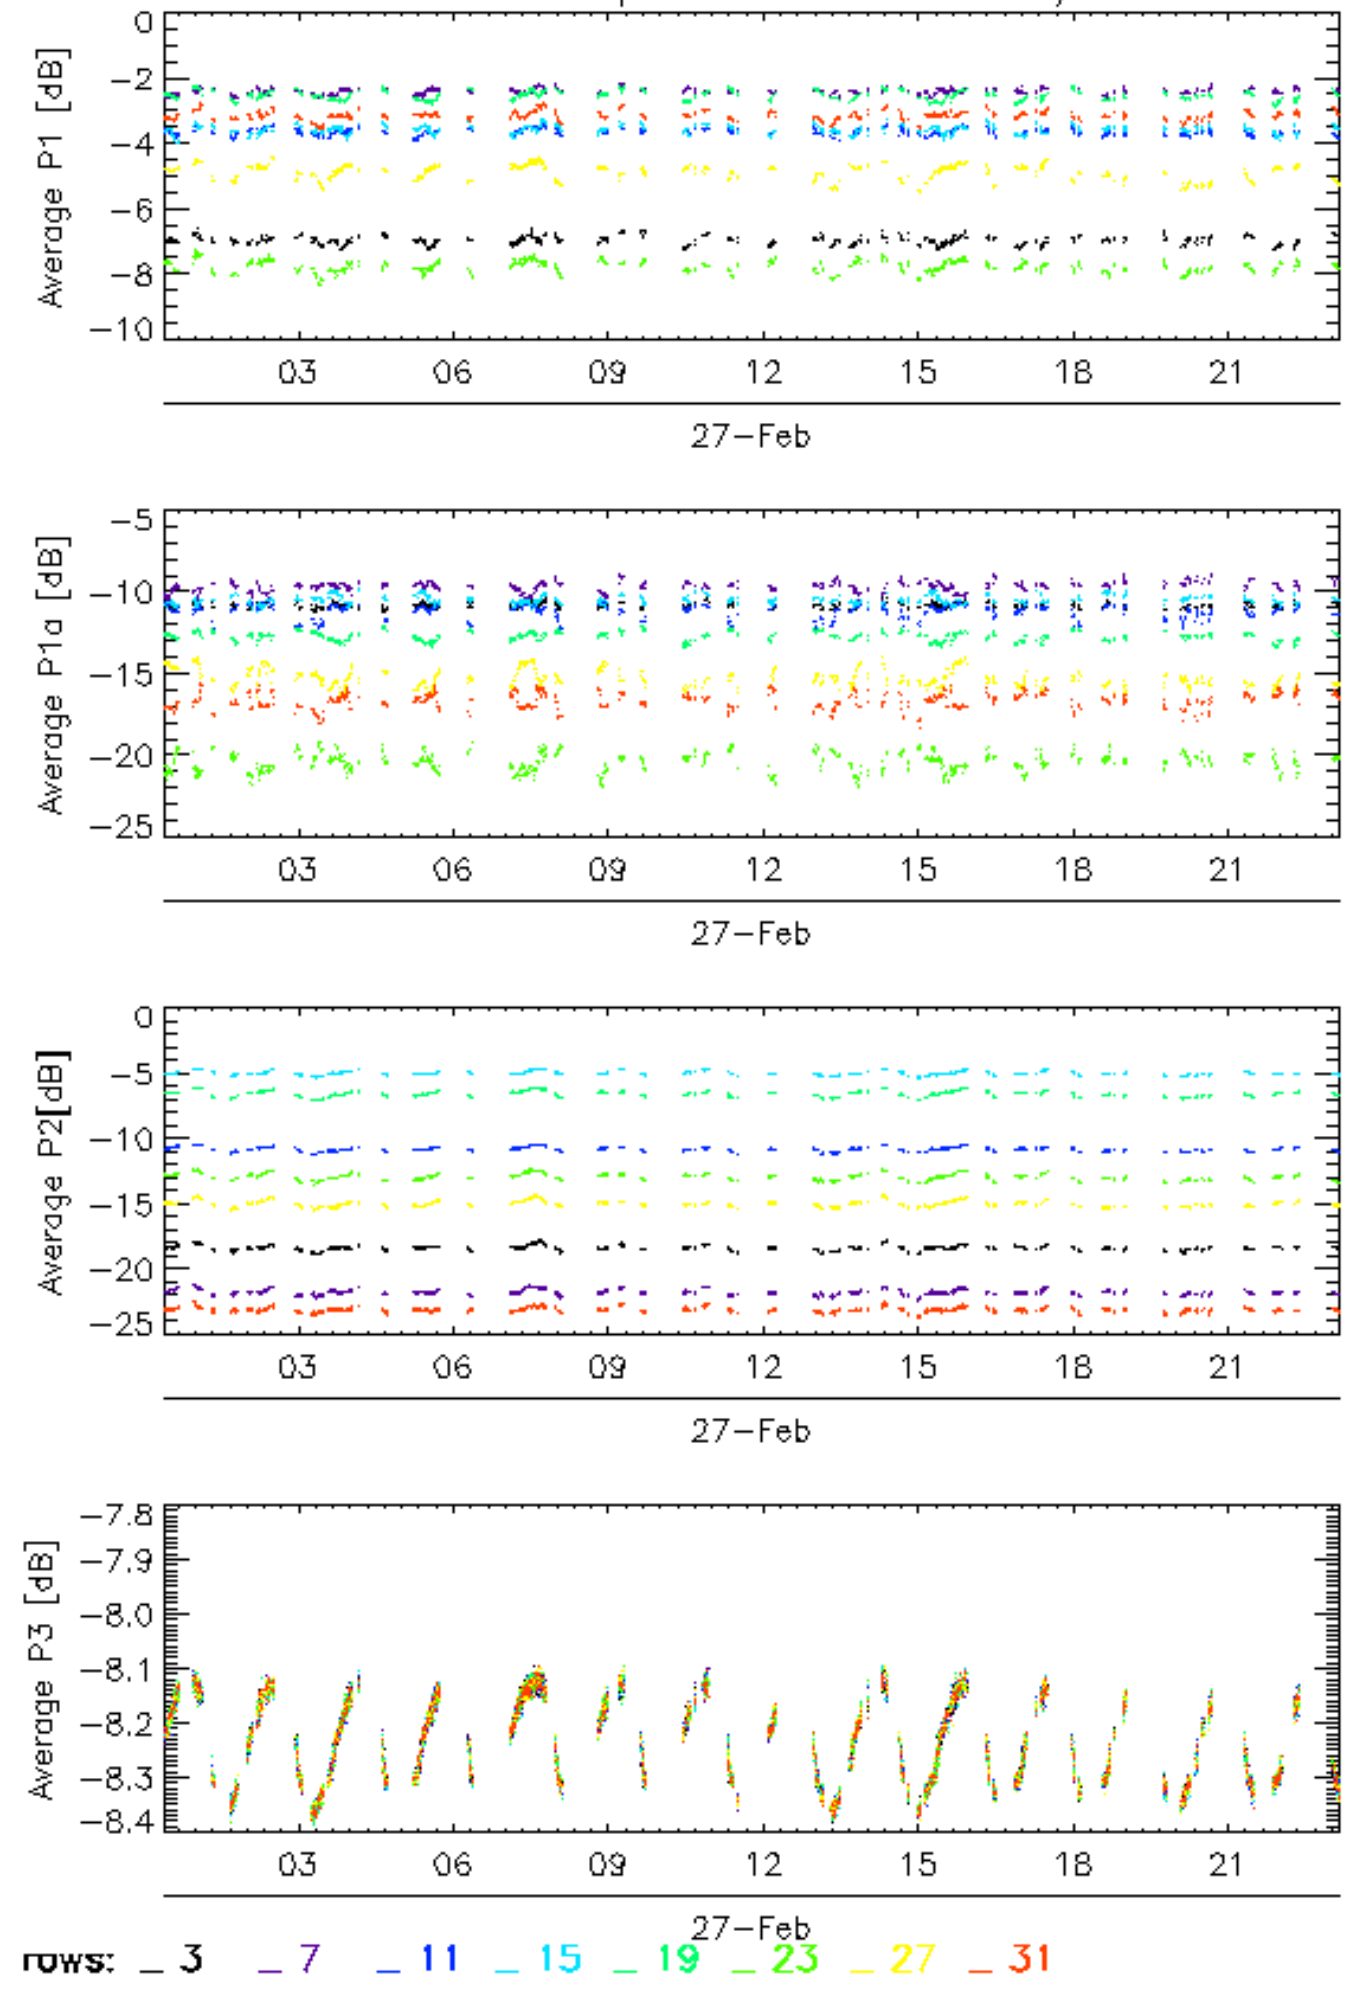 0
Average P1 [dB]
−2
−4
−6
−8
−10
03 06 09 12 15 18 21
27−Feb
−5
Average P1a [dB]
−10
−15
−20
−25
03 06 09 12 15 18 21
27−Feb
0
Average P2[dB]
−5
−10
−15
−20
−25
03 06 09 12 15 18 21
27−Feb
−7.8
Average P3 [dB]
−7.9
−8.0
−8.1
−8.2
−8.3
−8.4
03 06 09 12 15 18 21
27−Feb
rows: _ 3 _ 7 _ 11 _ 15 _ 19 _ 23 _ 27 _ 31